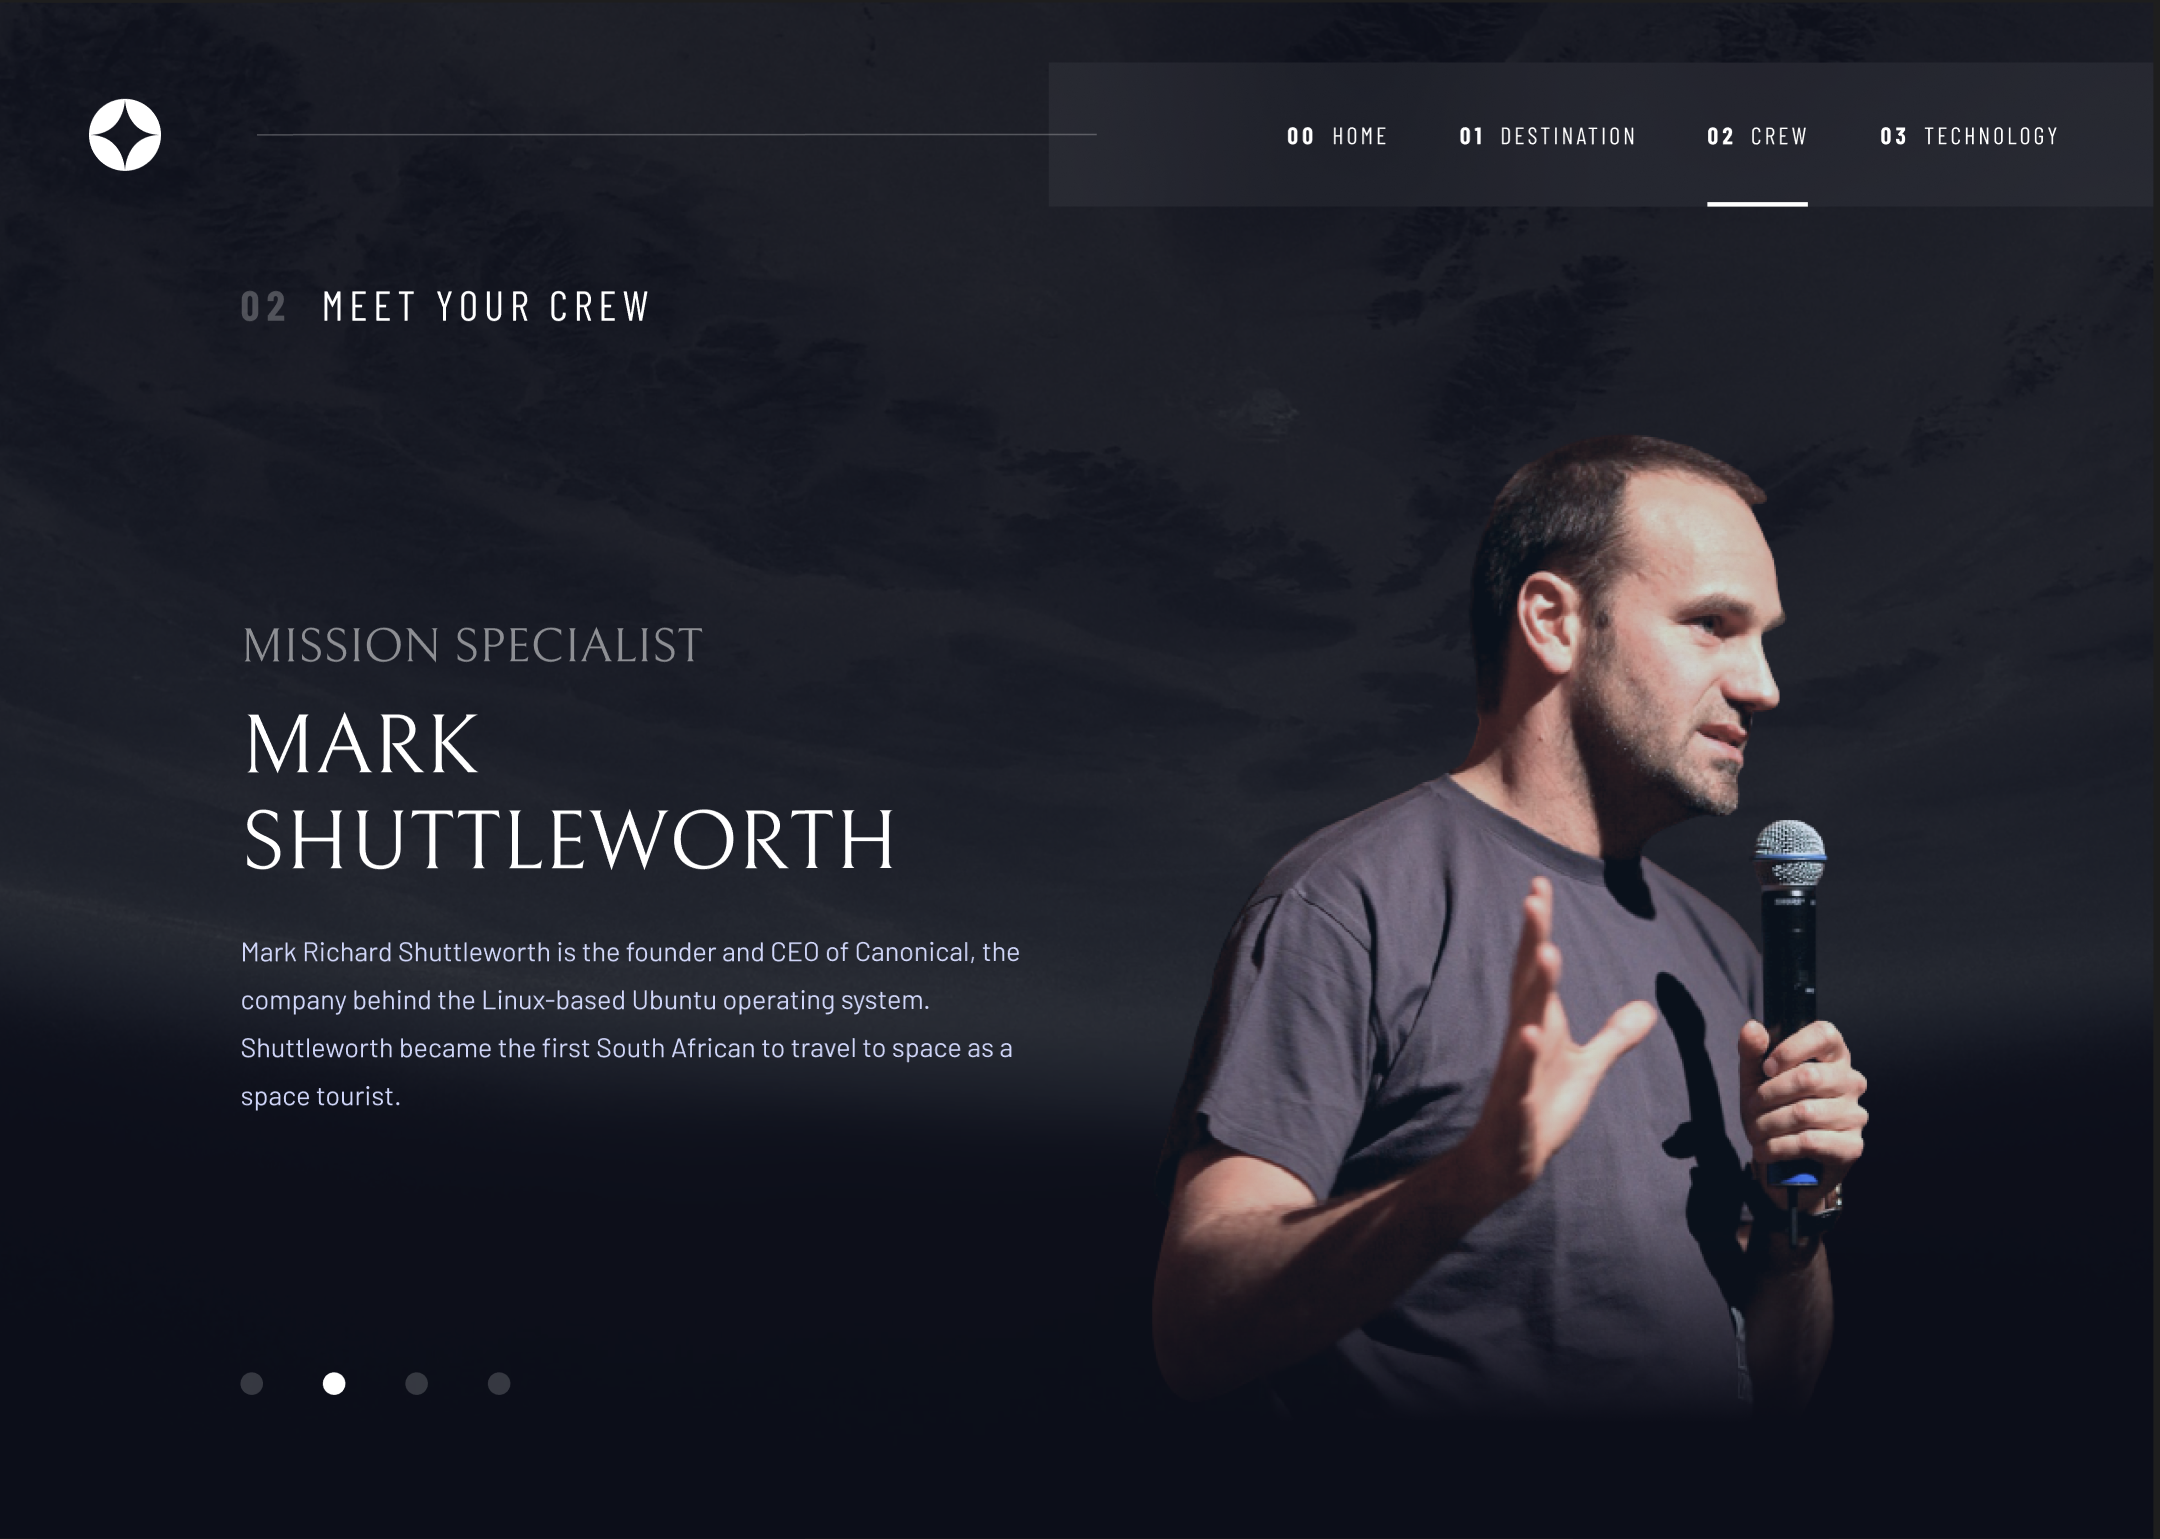 00 HOME 01 DESTINATION 02 CREW 03 TECHNOLOGY
02 MEET YOUR CREW
MISSION SPECIALIST
MARK
SHUTTLEWORTH
Mark Richard Shuttleworth is the founder and CEO of Canonical, the
company behind the Linux-based Ubuntu operating system.
Shuttleworth became the first South African to travel to space as a
space tourist.